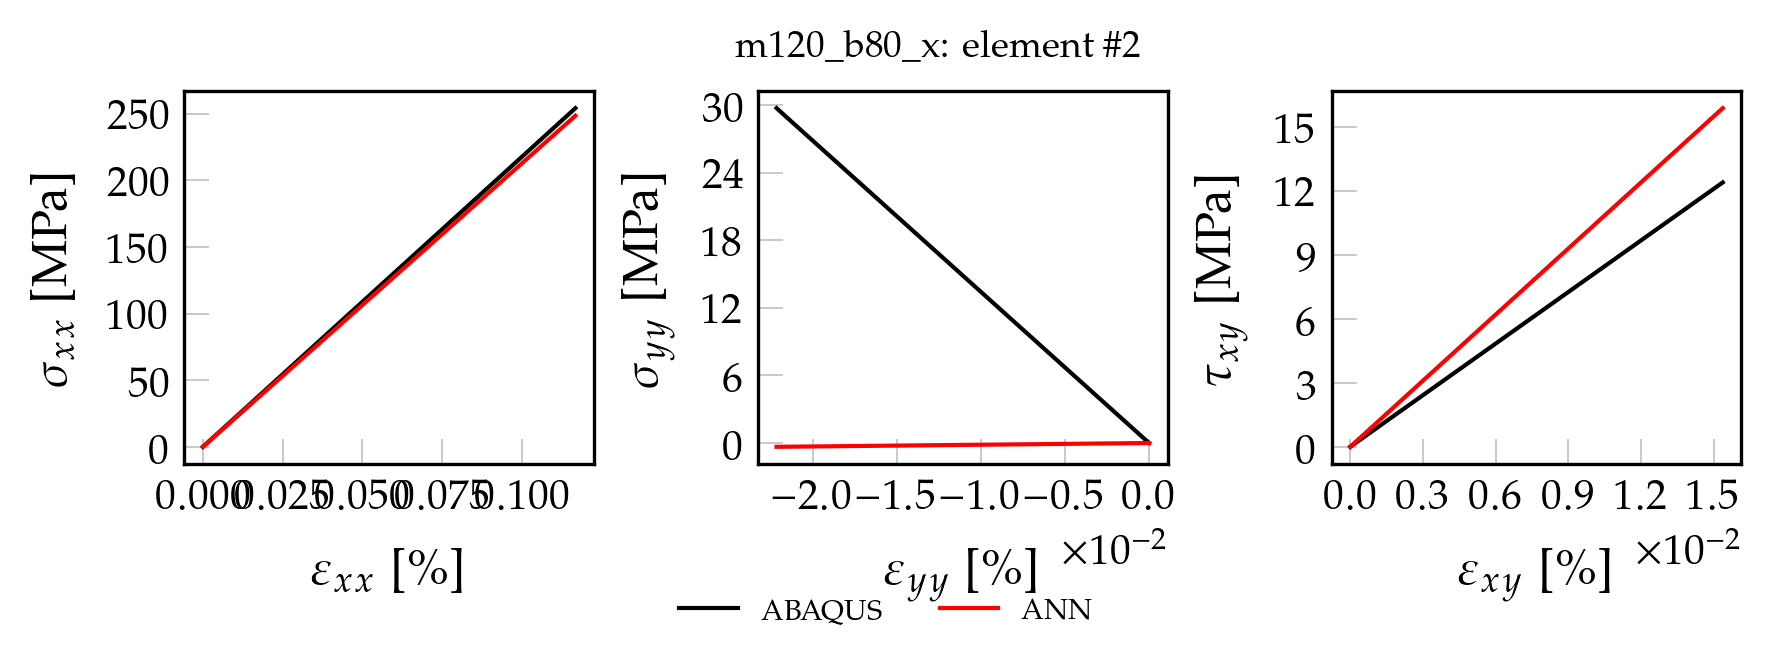 m120_b80_x: element #2
σxx [MPa]
250
200
150
100
50
0
0.000 0.025 0.050 0.075 0.100
εxx [%]
σyy [MPa]
30
24
18
12
6
0
−2.0 −1.5 −1.0 −0.5 0.0
×10−2
εyy [%]
τxy [MPa]
15
12
9
6
3
0
0.0 0.3 0.6 0.9 1.2 1.5
×10−2
εxy [%]
ABAQUS ANN